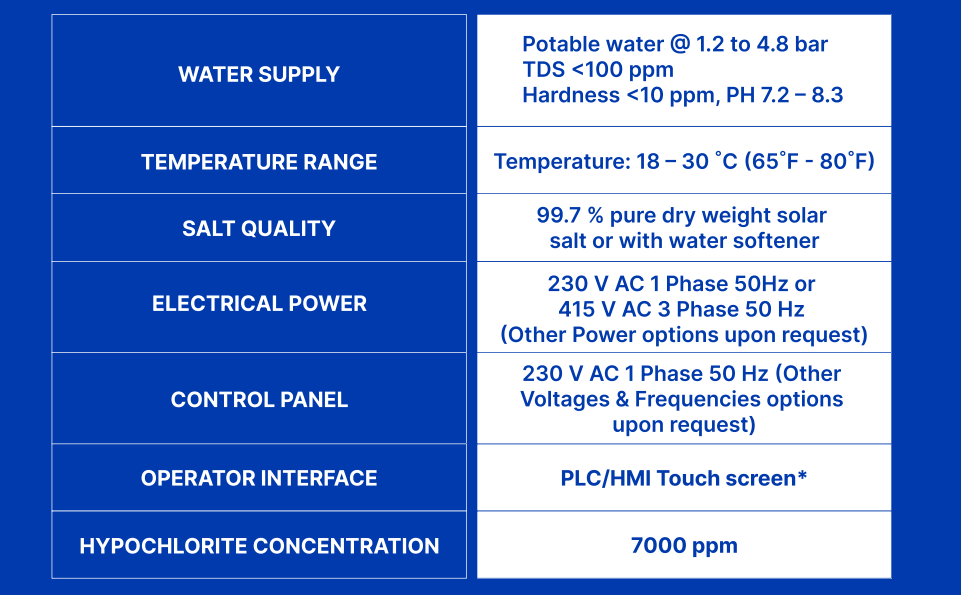 WATER SUPPLY
Potable water @ 1.2 to 4.8 bar
TDS <100 ppm
Hardness <10 ppm, PH 7.2 – 8.3
TEMPERATURE RANGE
Temperature: 18 – 30 ˚C (65˚F - 80˚F)
SALT QUALITY
99.7 % pure dry weight solar
salt or with water softener
ELECTRICAL POWER
230 V AC 1 Phase 50Hz or
415 V AC 3 Phase 50 Hz
(Other Power options upon request)
CONTROL PANEL
230 V AC 1 Phase 50 Hz (Other
Voltages & Frequencies options
upon request)
OPERATOR INTERFACE
PLC/HMI Touch screen*
HYPOCHLORITE CONCENTRATION
7000 ppm